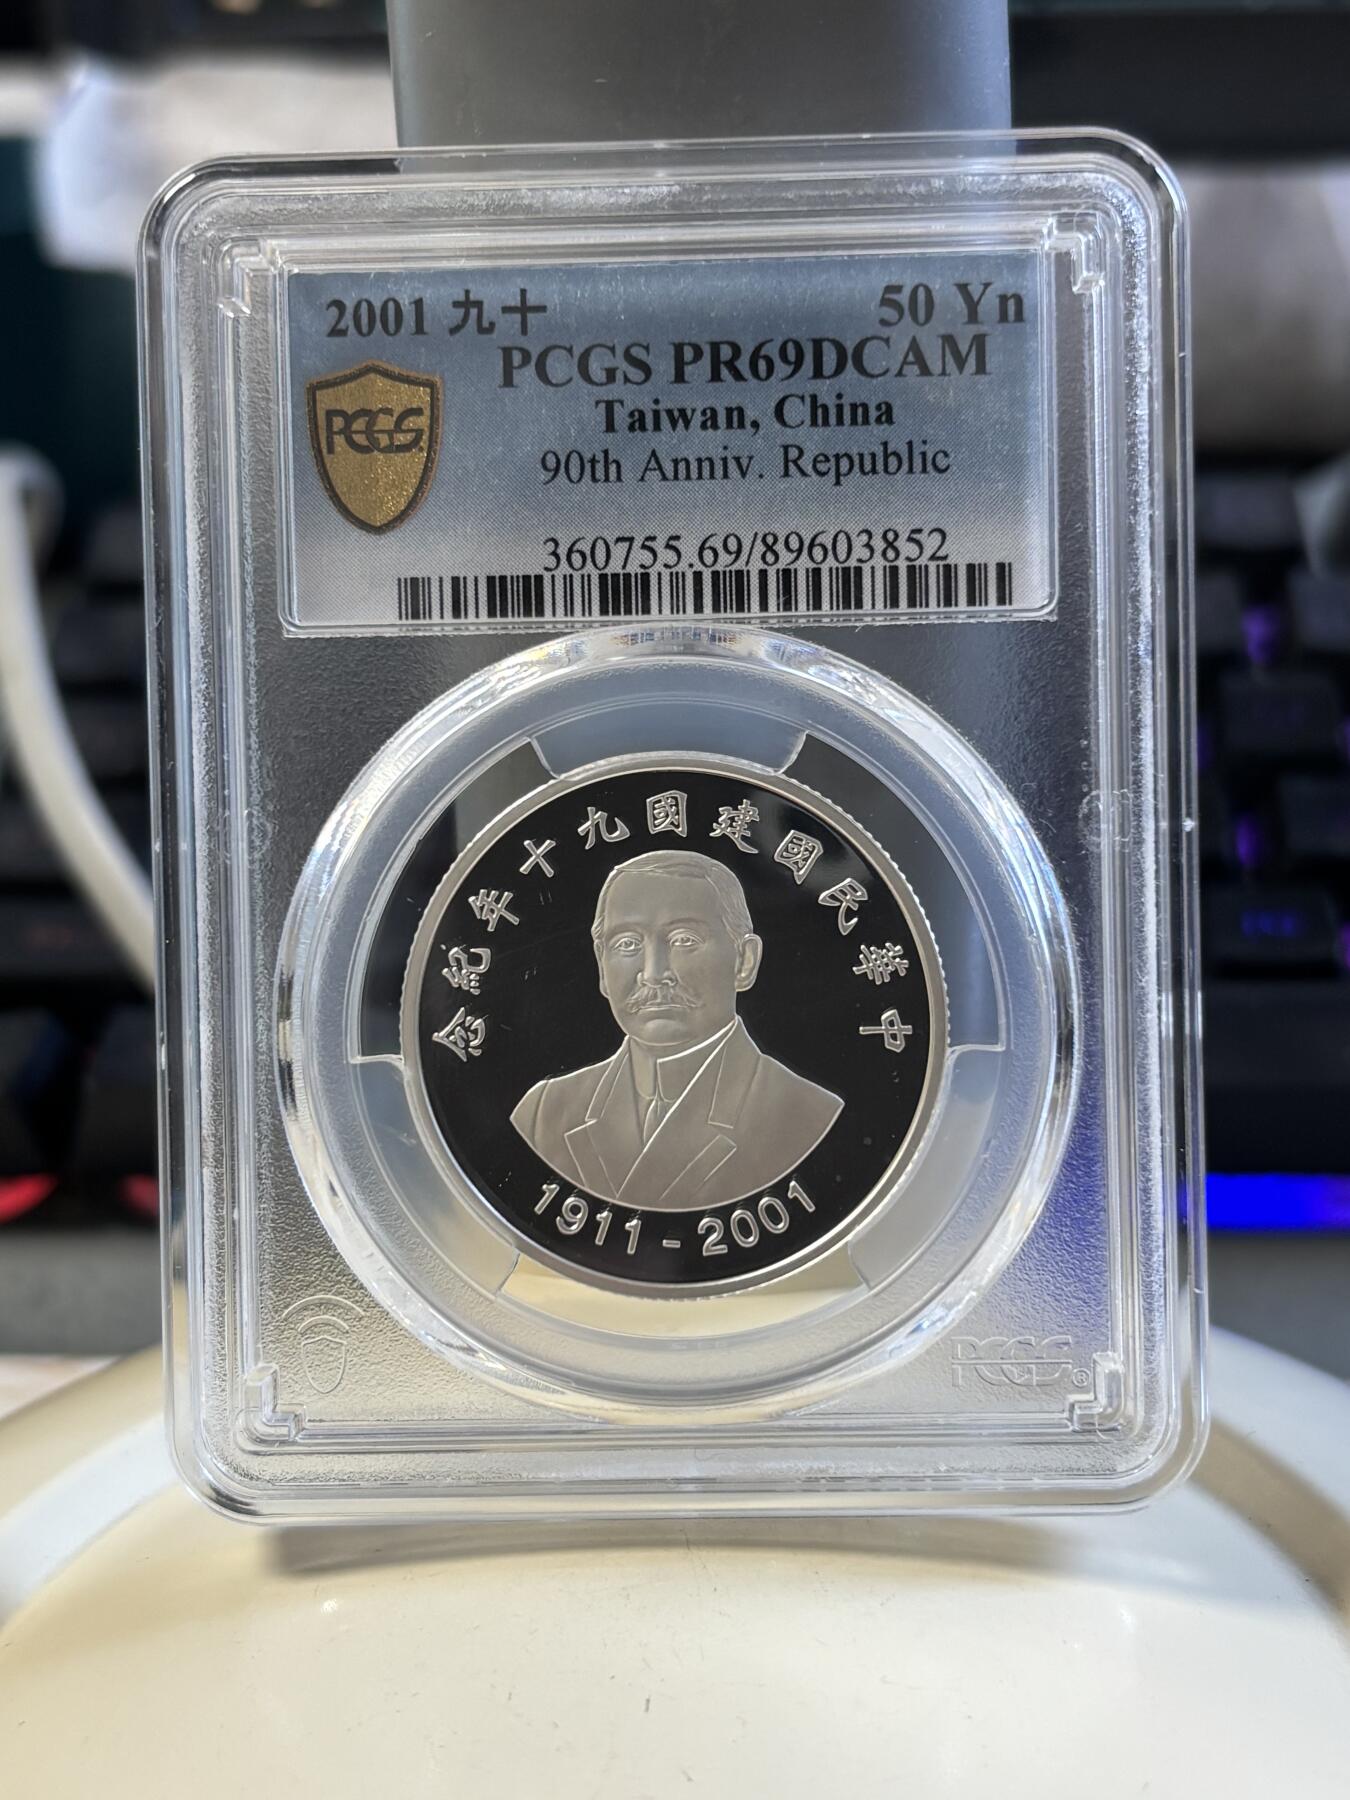 2001 九十 50 Yn
PCGS PR69DCAM
Taiwan, China
90th Anniv. Republic
PCGS
360755.69/89603852
中華民國建國九十年紀念
1911-2001
PCGS®